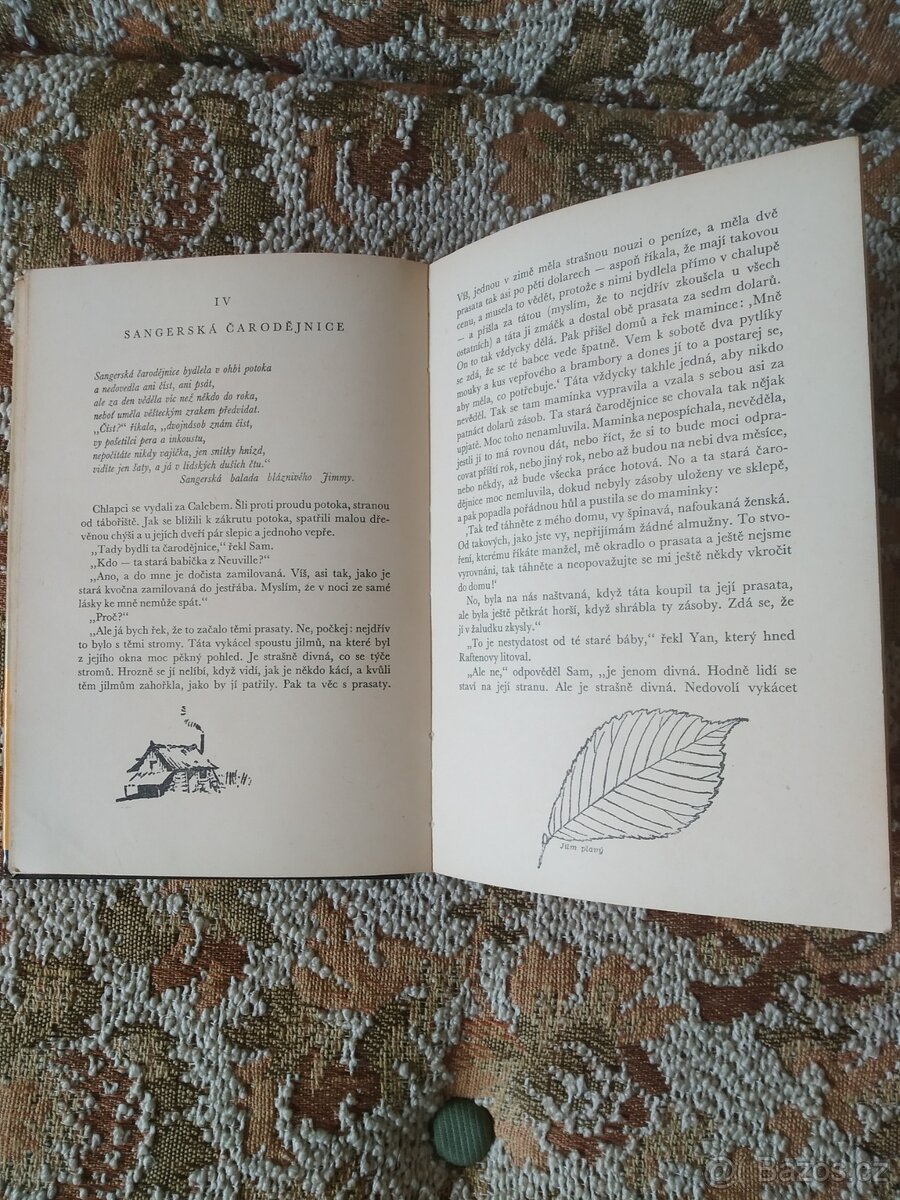 IV
SANGERSKÁ ČARODĚJNICE
Sangerská čarodějnice bydlela v ohbi potoka
a nedovedla ani číst, ani psát,
ale za den věděla víc než někdo do roka,
neboť uměla věšteckým zrakem předvídat.
„Číst?“ říkala, „dvojnásob znám číst,
vy pošetilci pera a inkoustu,
nepočítáte nikdy vajíčka, jen snítky hnízd,
vidíte jen šaty, a já v lidských duších čtu.“
Sangerská balada bláznivého Jimmy.
Chlapci se vydali za Calebem. Šli proti proudu potoka, stranou
od tábořiště. Jak se blížili k zákrutu potoka, spatřili malou dře-
věnou chýši a u jejích dveří pár slepic a jednoho vepře.
„Tady bydlí ta čarodějnice,“ řekl Sam.
„Kdo — ta stará babička z Neuville?“
„Ano, a do mne je dočista zamilovaná. Víš, asi tak, jako je
stará kvočna zamilovaná do jestřába. Myslím, že v noci ze samé
lásky ke mně nemůže spát.“
„Proč?“
„Ale já bych řek, že to začalo těmi prasaty. Ne, počkej: nejdřív
to bylo s těmi stromy. Táta vykácel spoustu jilmů, na které byl
z jejího okna moc pěkný pohled. Je strašně divná, co se týče
stromů. Hrozně se jí nelíbí, když vidí, jak je někdo kácí, a kvůli
těm jilmům zahořkla, jako by jí patřily. Pak ta věc s prasaty.
Víš, jednou v zimě měla strašnou nouzi o peníze, a měla dvě
prasata tak asi po pěti dolarech — aspoň říkala, že mají takovou
cenu, a musela to vědět, protože s nimi bydlela přímo v chalupě
— a přišla za tátou (myslím, že to nejdřív zkoušela u všech
ostatních) a táta ji zmáčk a dostal obě prasata za sedm dolarů.
On to tak vždycky dělá. Pak přišel domů a řek mamince: ‚Mně
se zdá, že se té babce vede špatně. Vem k sobotě dva pytlíky
mouky a kus vepřového a brambory a dones jí to a postarej se,
aby měla, co potřebuje.‘ Táta vždycky takhle jedná, aby nikdo
nevěděl. Tak se tam maminka vypravila a vzala s sebou asi za
patnáct dolarů zásob. Ta stará čarodějnice se chovala tak nějak
upjatě. Moc toho nenamluvila. Maminka nepospíchala, nevěděla,
jestli jí to má rovnou dát, nebo říct, že si to bude moct odpra-
covat příští rok, nebo jiný rok, nebo až budou na nebi dva měsíce,
nebo někdy, až bude všecka práce hotová. No a ta stará čaro-
dějnice moc nemluvila, dokud nebyly zásoby uloženy ve sklepě,
a pak popadla pořádnou hůl a pustila se do maminky:
‚Tak teď táhněte z mého domu, vy špinavá, nafoukaná ženská.
Od takových, jako jste vy, nepřijímám žádné almužny. To stvo-
ření, kterému říkáte manžel, mě okradlo o prasata a ještě nejsme
vyrovnáni, tak táhněte a neopovažujte se mi ještě někdy vkročit
do domu!‘
No, byla na nás naštvaná, když táta koupil ta její prasata,
ale byla ještě pětkrát horší, když shrábla ty zásoby. Zdá se, že
jí v žaludku zkysly.“
„To je nestydatost od té staré báby,“ řekl Yan, který hned
Raftenovy litoval.
„Ale ne,“ odpověděl Sam, „je jenom divná. Hodně lidí se
staví na její stranu. Ale je strašně divná. Nedovolí vykácet
Jilm plavý
Bazos.cz